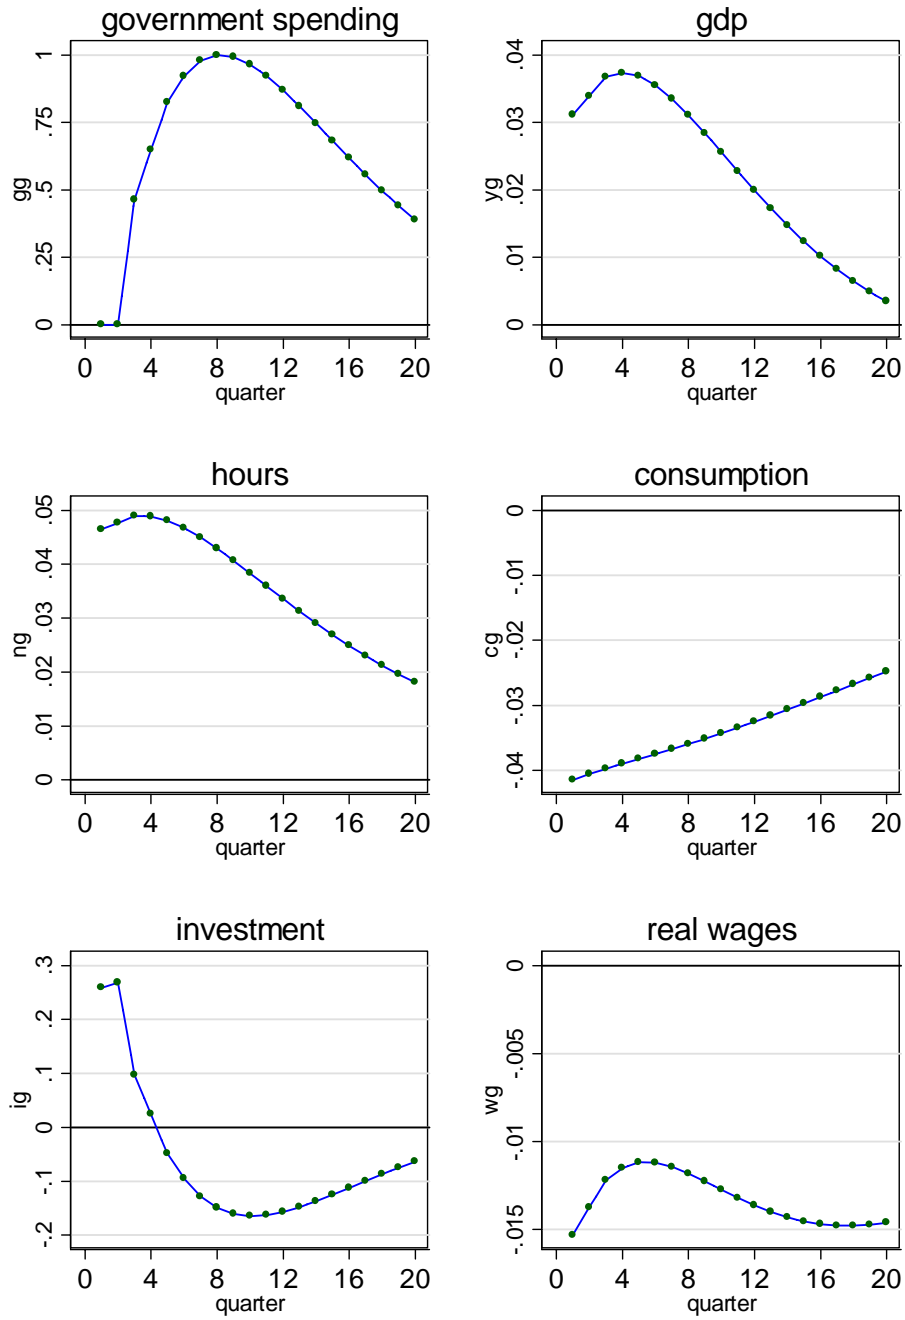 government spending
gg
1
.75
.5
.25
0
0 4 8 12 16 20
quarter
gdp
yg
.04
.03
.02
.01
0
0 4 8 12 16 20
quarter
hours
ng
.05
.04
.03
.02
.01
0
0 4 8 12 16 20
quarter
consumption
cg
0
-.01
-.02
-.03
-.04
0 4 8 12 16 20
quarter
investment
ig
.3
.2
.1
0
-.1
-.2
0 4 8 12 16 20
quarter
real wages
wg
0
-.005
-.01
-.015
0 4 8 12 16 20
quarter